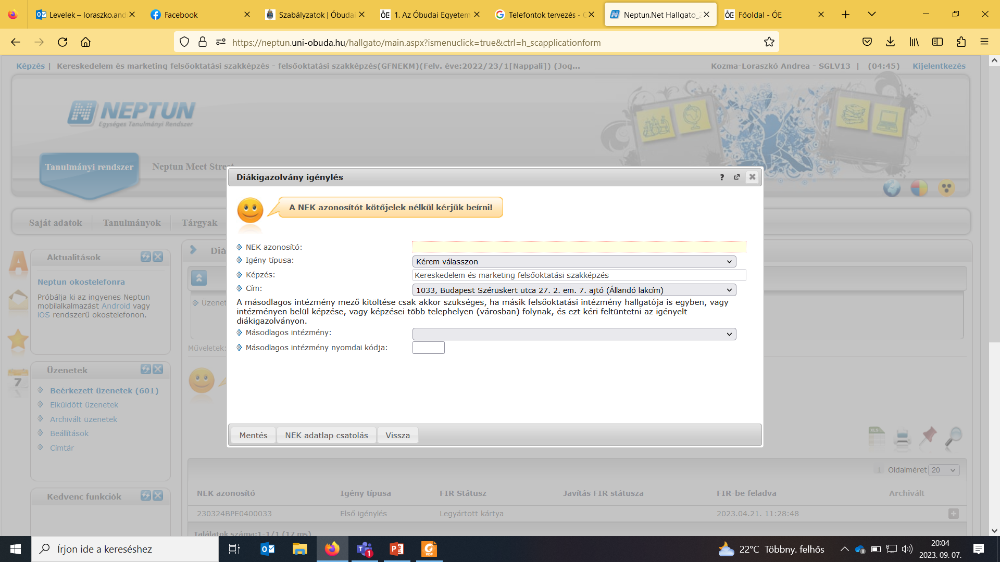 Levelek – loraszko.and
Facebook
Szabályzatok | Óbudai
1. Az Óbudai Egyetem
Telefontok tervezés - G
Neptun.Net Hallgato_2
Főoldal - ÓE
https://neptun.uni-obuda.hu/hallgato/main.aspx?ismenuclick=true&ctrl=h_scapplicationform
Képzés | Kereskedelem és marketing felsőoktatási szakképzés - felsőoktatási szakképzés(GFNEKM)(Felv. éve:2022/23/1[Nappali]) (Jog...
Kozma-Loraszkó Andrea - SGLV13 | (04:45) Kijelentkezés
NEPTUN
Egységes Tanulmányi Rendszer
Tanulmányi rendszer
Neptun Meet Street
Diákigazolvány igénylés
A NEK azonosítót kötőjelek nélkül kérjük beírni!
Saját adatok
Tanulmányok
Tárgyak
NEK azonosító:
Igény típusa:
Kérem válasszon
Képzés:
Kereskedelem és marketing felsőoktatási szakképzés
Cím:
1033, Budapest Szérüskert utca 27. 2. em. 7. ajtó (Állandó lakcím)
A másodlagos intézmény mező kitöltése csak akkor szükséges, ha másik felsőoktatási intézmény hallgatója is egyben, vagy
intézményen belül képzése, vagy képzései több telephelyen (városban) folynak, és ezt kéri feltüntetni az igényelt
diákigazolványon.
Másodlagos intézmény:
Másodlagos intézmény nyomdai kódja:
Mentés
NEK adatlap csatolás
Vissza
Aktualitások
Neptun okostelefonra
Próbálja ki az ingyenes Neptun
mobilalkalmazást Android vagy
iOS rendszerű okostelefonon.
Diá
Üzenet
Műveletek:
Üzenetek
Beérkezett üzenetek (601)
Elküldött üzenetek
Archivált üzenetek
Beállítások
Címtár
7
Kedvenc funkciók
XLS
1 Oldalméret 20
NEK azonosító
Igény típusa
FIR Státusz
Javítás FIR státusza
FIR-be feladva
Archivált
230324BPE0400033
Első igénylés
Legyártott kártya
2023.04.21. 11:28:48
Találatok száma:1-1/1 (17 ms)
Írjon ide a kereséshez
1
22°C Többny. felhős
20:04
2023. 09. 07.